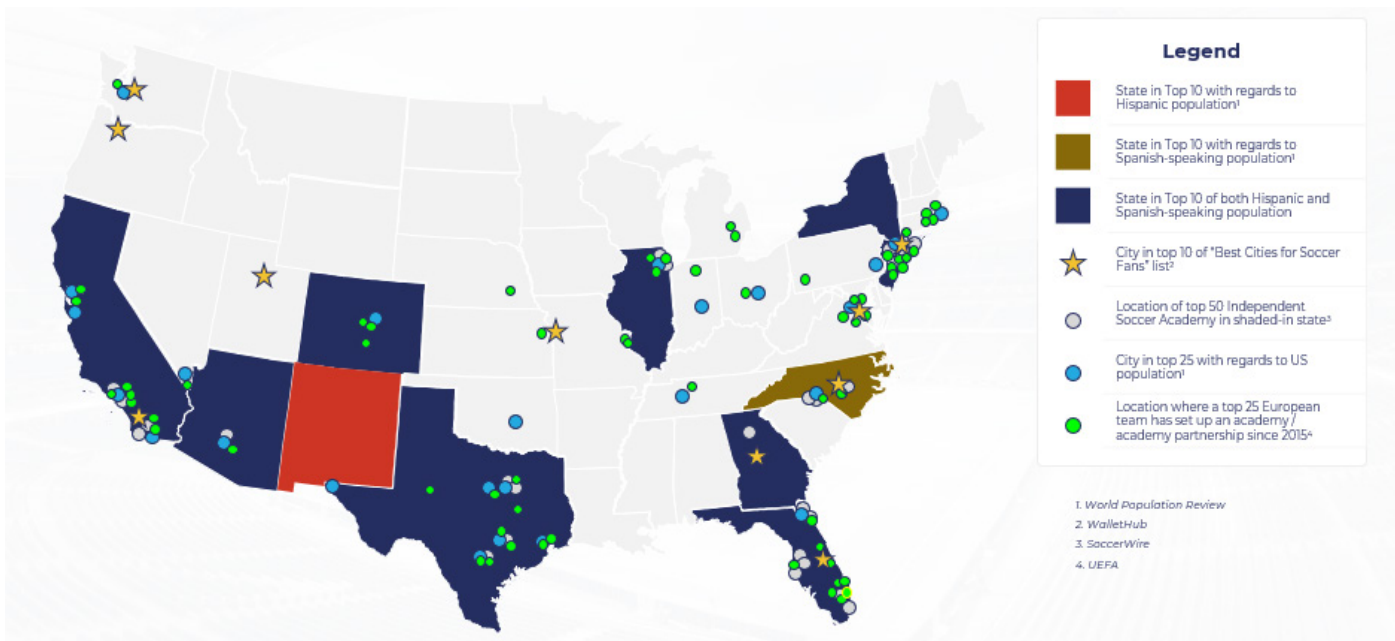 Legend
State in Top 10 with regards to
Hispanic population¹
State in Top 10 with regards to
Spanish-speaking population¹
State in Top 10 of both Hispanic and
Spanish-speaking population
City in top 10 of "Best Cities for Soccer
Fans" list²
Location of top 50 Independent
Soccer Academy in shaded-in state³
City in top 25 with regards to US
population¹
Location where a top 25 European
team has set up an academy /
academy partnership since 2015⁴
1. World Population Review
2. WalletHub
3. SoccerWire
4. UEFA